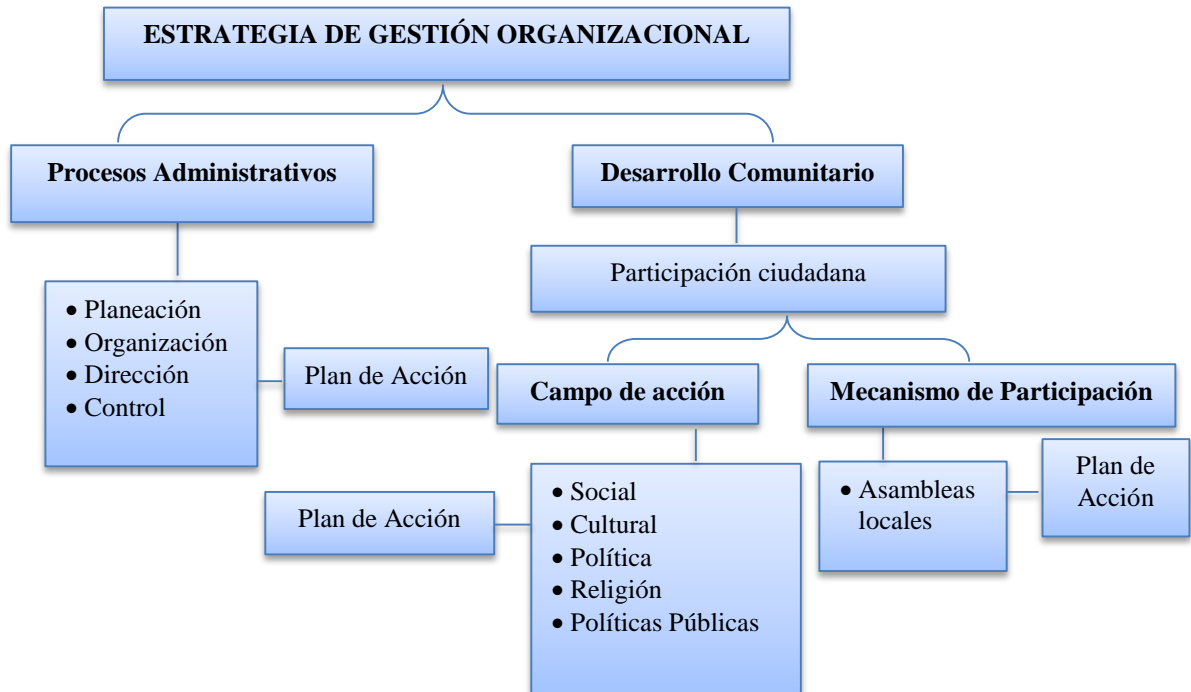 ESTRATEGIA DE GESTIÓN ORGANIZACIONAL
Procesos Administrativos
Desarrollo Comunitario
Participación ciudadana
• Planeación
• Organización
• Dirección
• Control
Plan de Acción
Campo de acción
Mecanismo de Participación
Plan de Acción
• Social
• Cultural
• Política
• Religión
• Políticas Públicas
• Asambleas
locales
Plan de
Acción